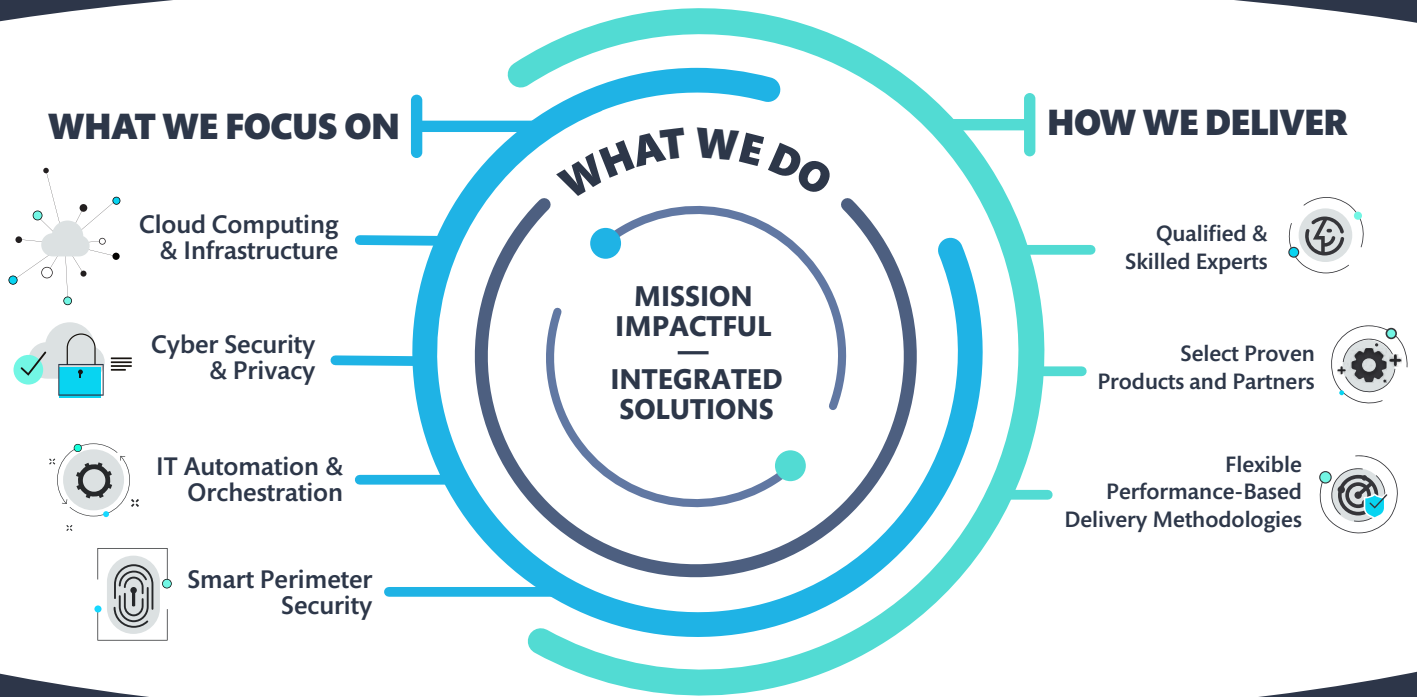 WHAT WE FOCUS ON
Cloud Computing
& Infrastructure
Cyber Security
& Privacy
IT Automation &
Orchestration
Smart Perimeter
Security
WHAT WE DO
MISSION
IMPACTFUL
—
INTEGRATED
SOLUTIONS
HOW WE DELIVER
Qualified &
Skilled Experts
Select Proven
Products and Partners
Flexible
Performance-Based
Delivery Methodologies